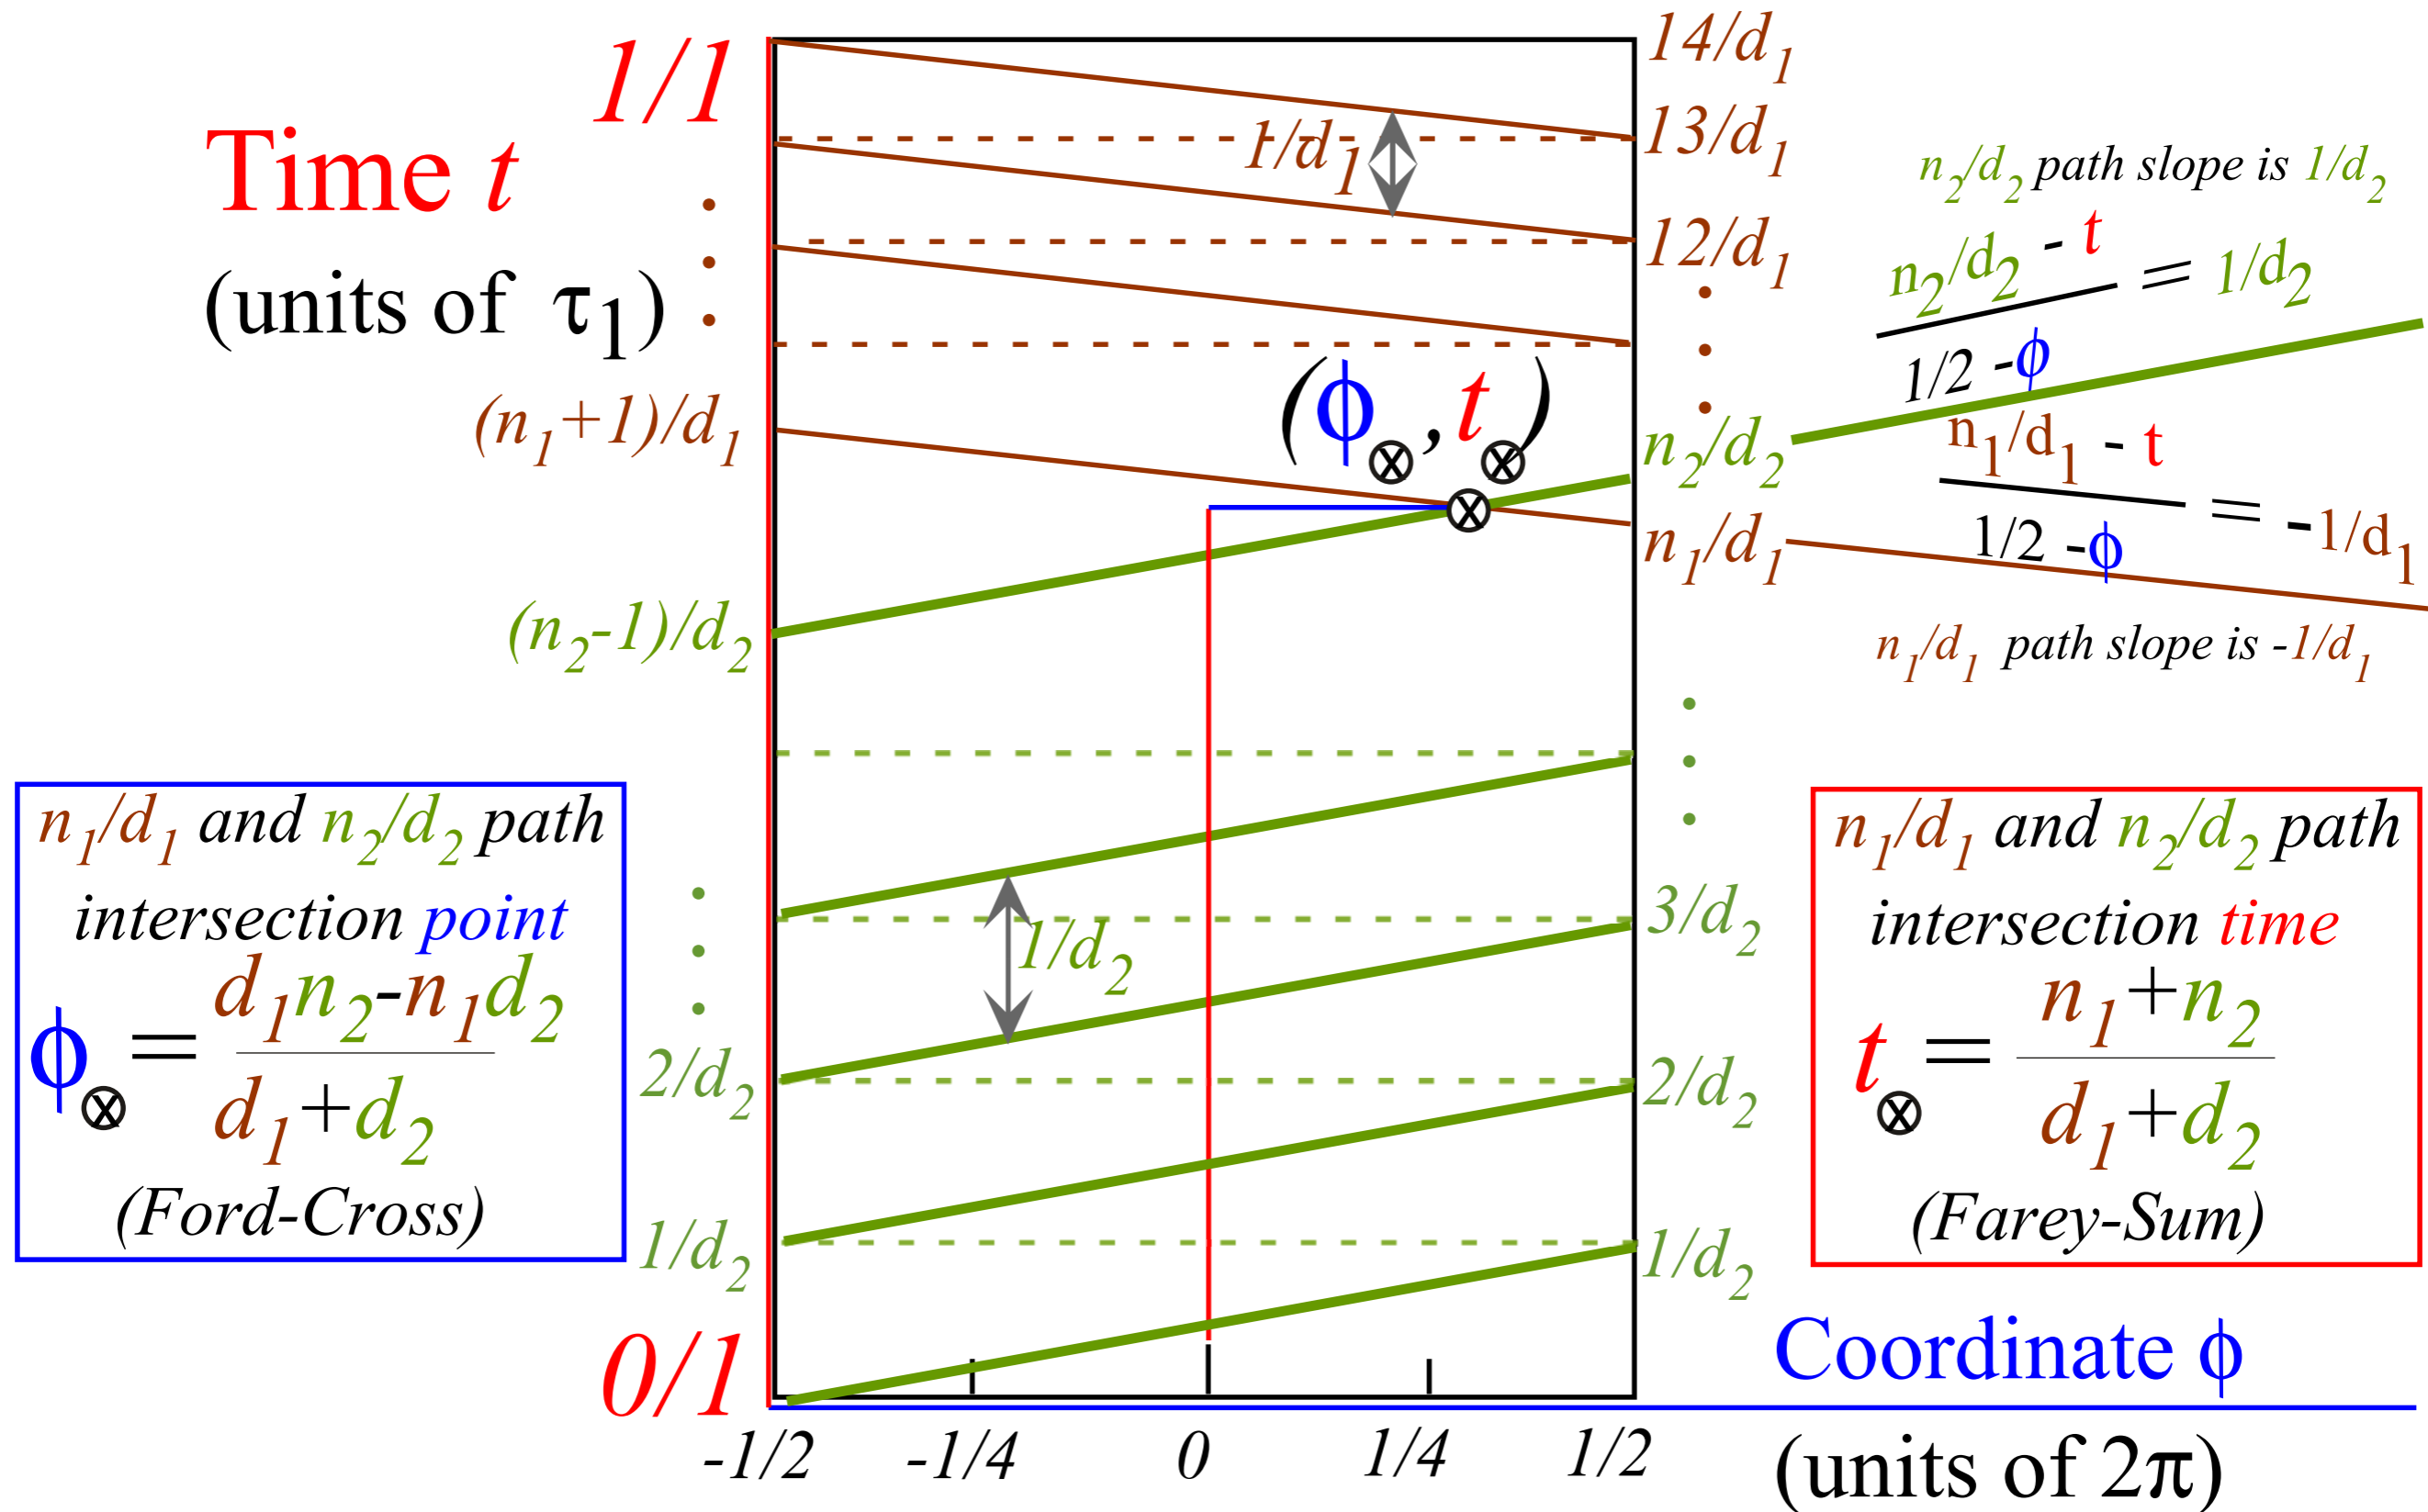 1/1
14/d₁
Time t
1/d₁
13/d₁
n₂/d₂ path slope is 1/d₂
(units of τ₁)
12/d₁
n₂/d₂ - t
= 1/d₂
1/2 -ϕ
(n₁+1)/d₁
(ϕ⊗, t⊗)
n₂/d₂
n₁/d₁ - t
= -1/d₁
1/2 -ϕ
n₁/d₁
(n₂-1)/d₂
n₁/d₁ path slope is -1/d₁
n₁/d₁ and n₂/d₂ path
intersection point
ϕ⊗ = d₁n₂-n₁d₂
d₁+d₂
(Ford-Cross)
1/d₂
3/d₂
2/d₂
2/d₂
1/d₂
1/d₂
n₁/d₁ and n₂/d₂ path
intersection time
t⊗ = n₁+n₂
d₁+d₂
(Farey-Sum)
0/1
Coordinate ϕ
-1/2 -1/4 0 1/4 1/2
(units of 2π)